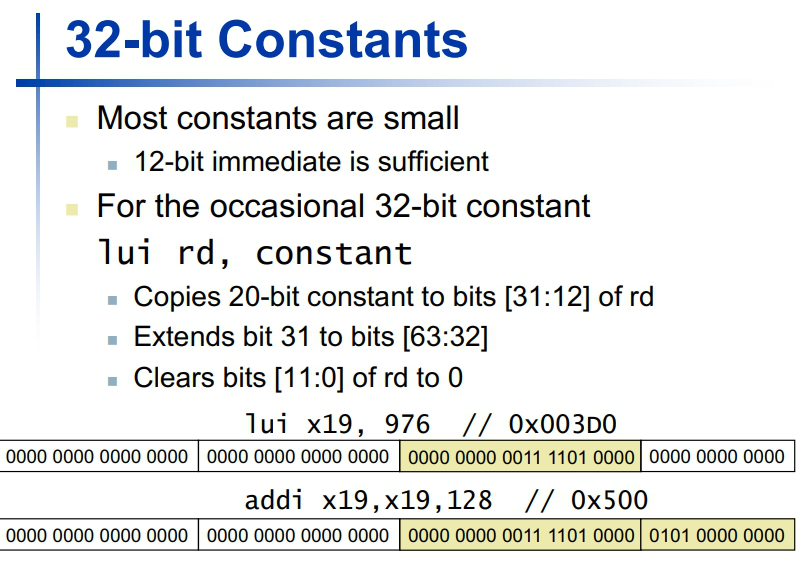 32-bit Constants
Most constants are small
12-bit immediate is sufficient
For the occasional 32-bit constant
lui rd, constant
Copies 20-bit constant to bits [31:12] of rd
Extends bit 31 to bits [63:32]
Clears bits [11:0] of rd to 0
lui x19, 976 // 0x003D0
0000 0000 0000 0000 0000 0000 0000 0000 0000 0000 0011 1101 0000 0000 0000 0000
addi x19,x19,128 // 0x500
0000 0000 0000 0000 0000 0000 0000 0000 0000 0000 0011 1101 0000 0101 0000 0000